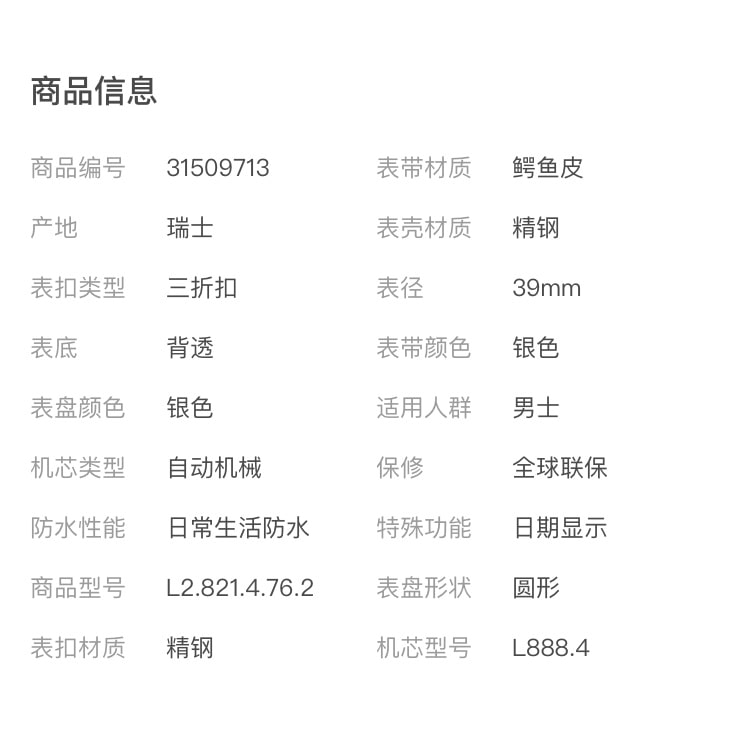 商品信息
商品编号 31509713 表带材质 鳄鱼皮
产地 瑞士 表壳材质 精钢
表扣类型 三折扣 表径 39mm
表底 背透 表带颜色 银色
表盘颜色 银色 适用人群 男士
机芯类型 自动机械 保修 全球联保
防水性能 日常生活防水 特殊功能 日期显示
商品型号 L2.821.4.76.2 表盘形状 圆形
表扣材质 精钢 机芯型号 L888.4